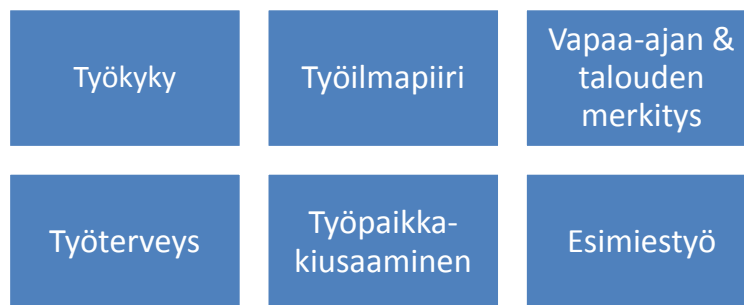 Työkyky
Työilmapiiri
Vapaa-ajan &
talouden
merkitys
Työterveys
Työpaikka-
kiusaaminen
Esimiestyö